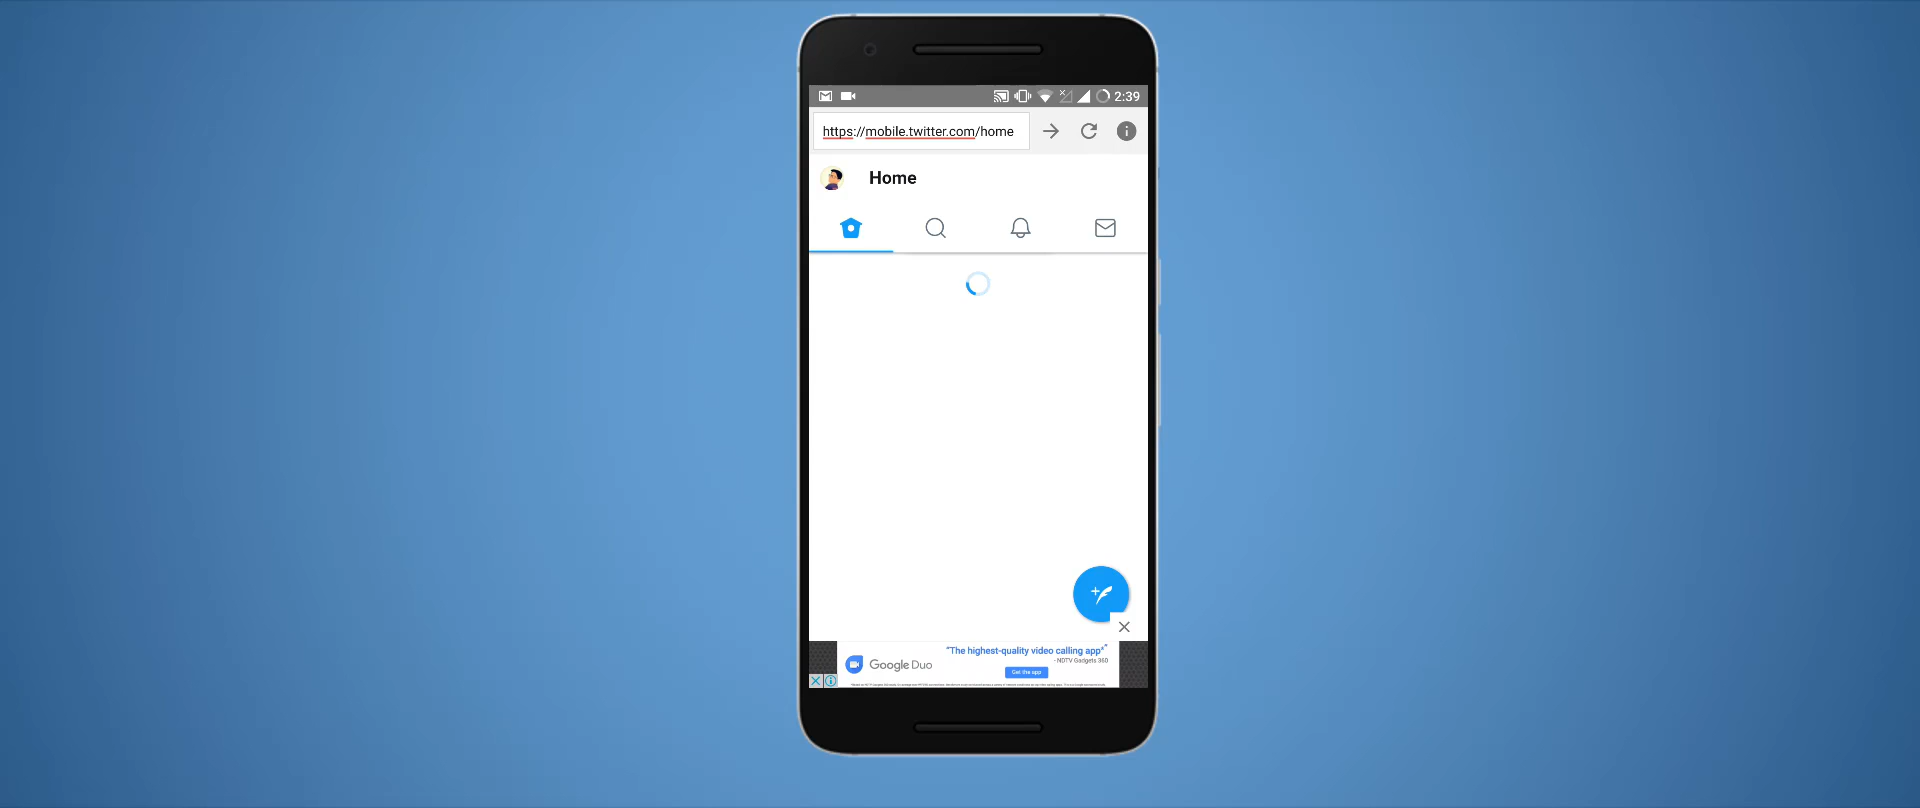 2:39
https://mobile.twitter.com/home
Home
"The highest-quality video calling app"*
Google Duo
-NDTV Gadgets 360
Get the app